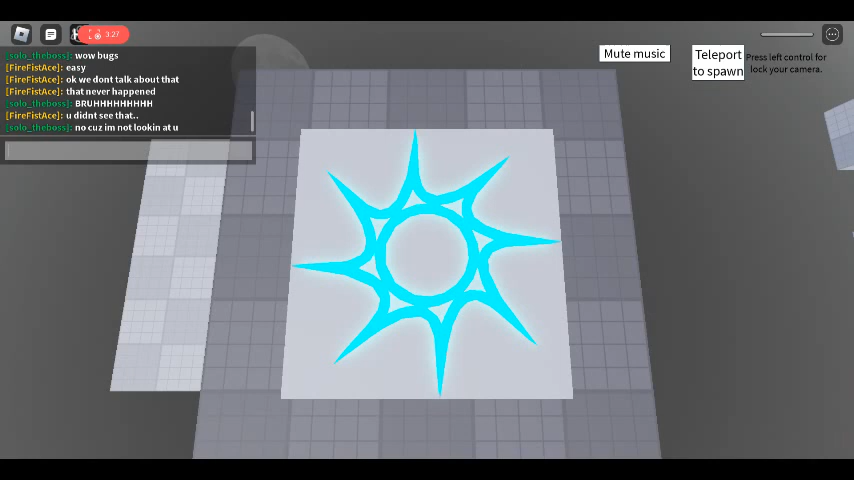 3:27
[solo_theboss]: wow bugs
[FireFistAce]: easy
[FireFistAce]: ok we dont talk about that
[FireFistAce]: that never happened
[solo_theboss]: BRUHHHHHHHHH
[FireFistAce]: u didnt see that..
[solo_theboss]: no cuz im not lookin at u
Mute music
Teleport
to spawn
Press left control for
lock your camera.